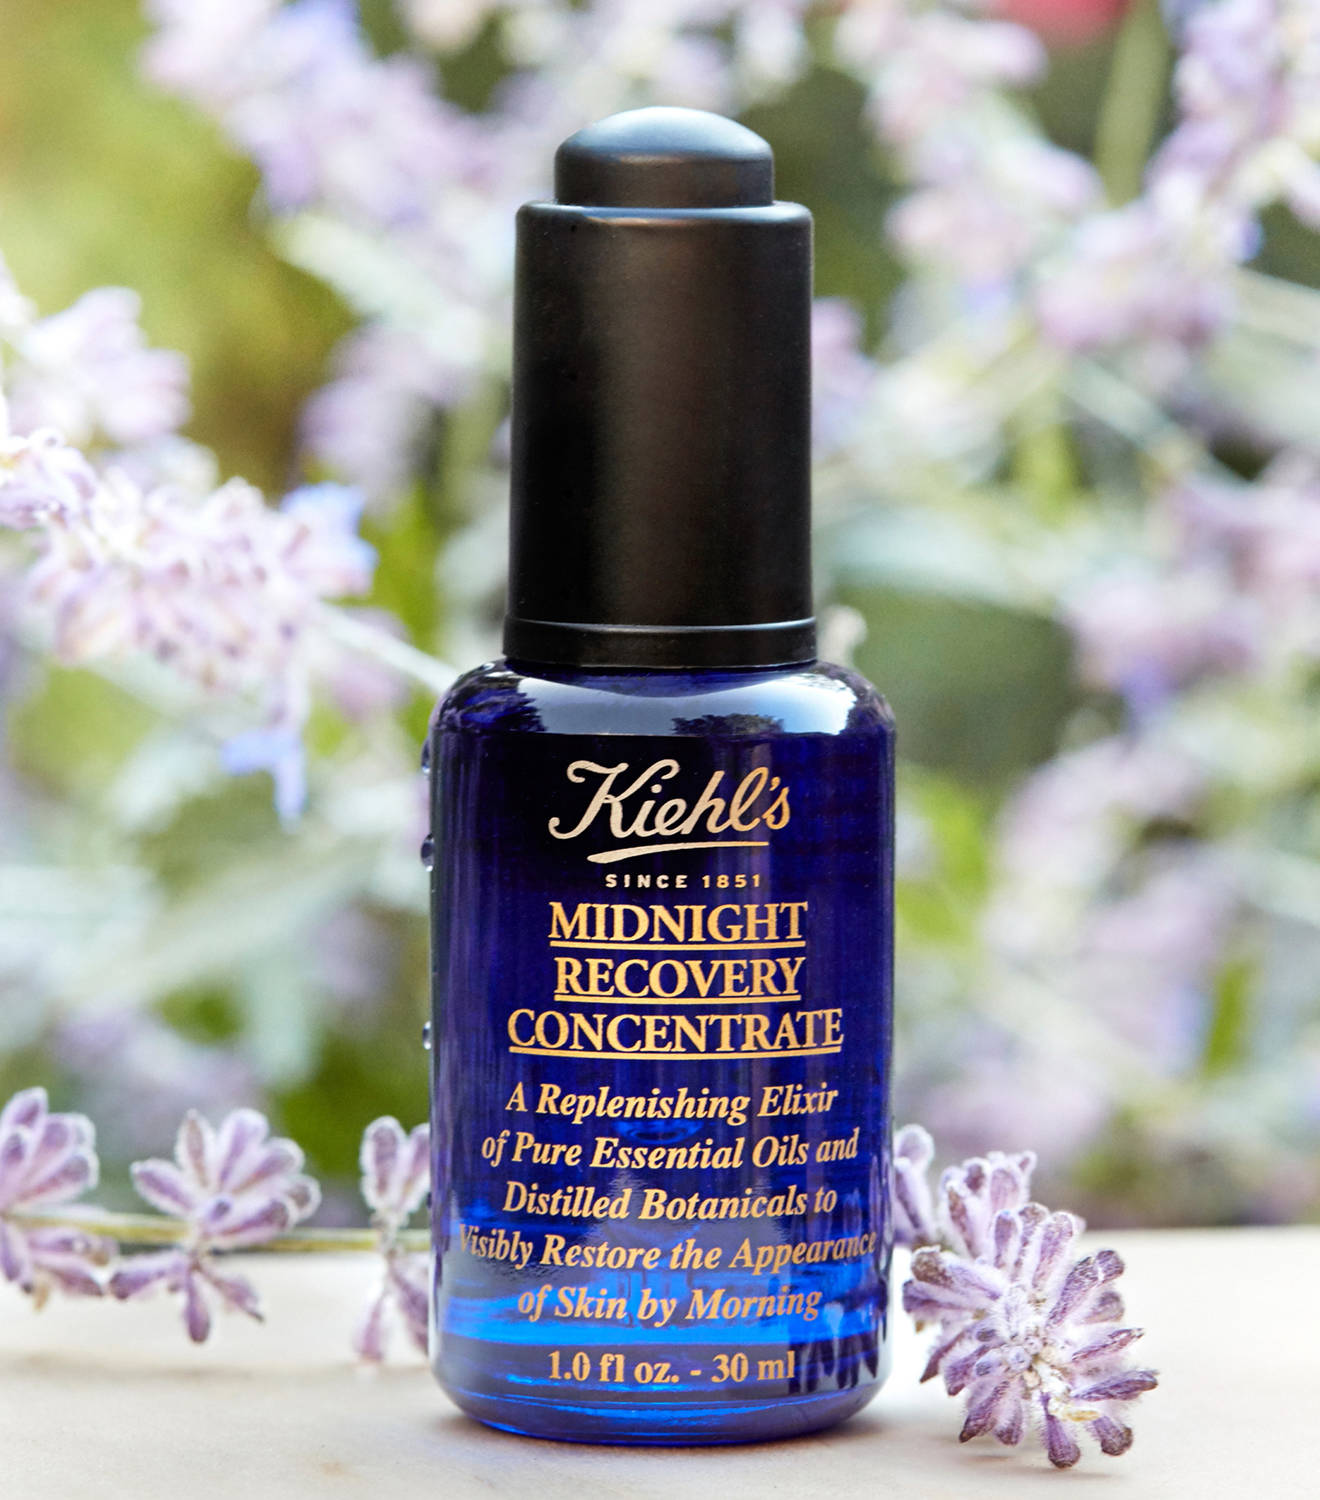 Kiehl's
SINCE 1851
MIDNIGHT
RECOVERY
CONCENTRATE
A Replenishing Elixir
of Pure Essential Oils and
Distilled Botanicals to
Visibly Restore the Appearance
of Skin by Morning
1.0 fl oz. - 30 ml